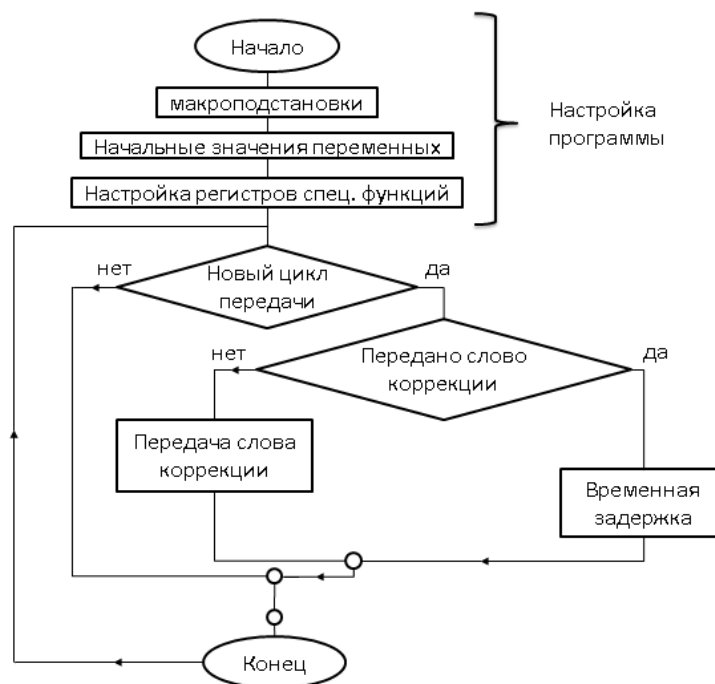 Начало
макроподстановки
Начальные значения переменных
Настройка регистров спец. функций
Настройка
программы
нет
Новый цикл
передачи
да
нет
Передано слово
коррекции
да
Передача слова
коррекции
Временная
задержка
Конец